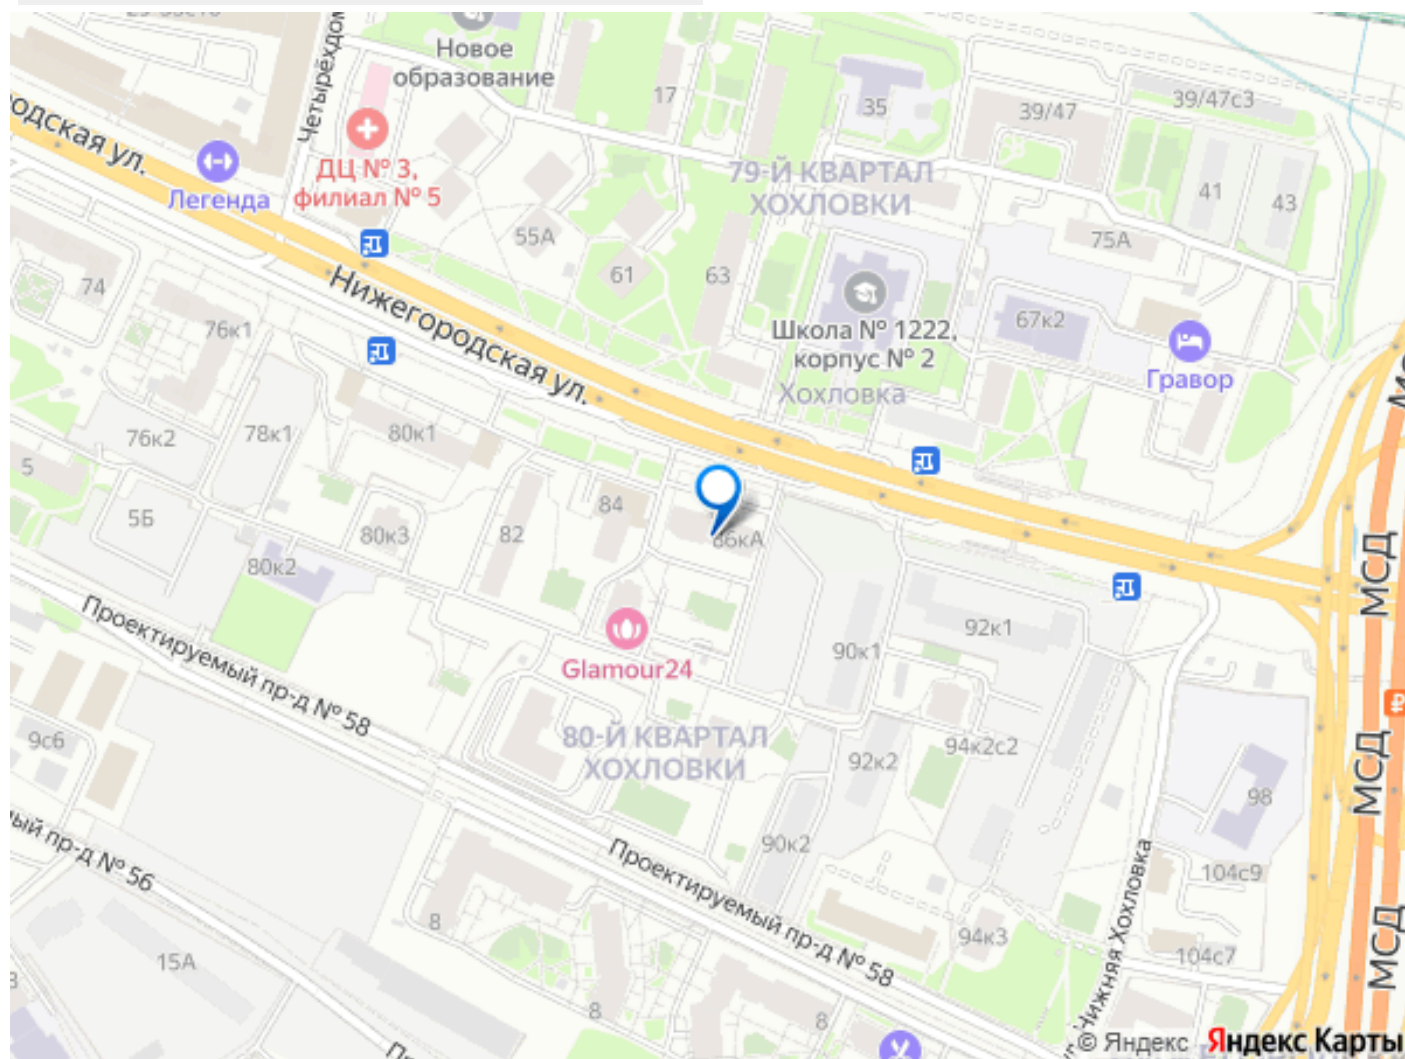 Новое
образование
Четырёхдом
17
35
39/47
39/47с3
ородская ул.
Легенда
ДЦ № 3,
филиал № 5
79-Й КВАРТАЛ
ХОХЛОВКИ
41
43
55А
61
63
75А
74
76к1
Нижегородская ул.
Школа № 1222,
корпус № 2
Хохловка
67к2
Гравор
76к2
78к1
80к1
5
5Б
80к3
80к2
82
84
86кА
МСД
Проектируемый пр-д № 58
Glamour24
90к1
92к1
9с6
80-Й КВАРТАЛ
ХОХЛОВКИ
92к2
94к2с2
98
МСД
ый пр-д № 56
90к2
Проектируемый пр-д № 58
104с9
8
94к3
Нижняя Хохловка
104с7
МСД
15А
8
8
© Яндекс Яндекс Карты